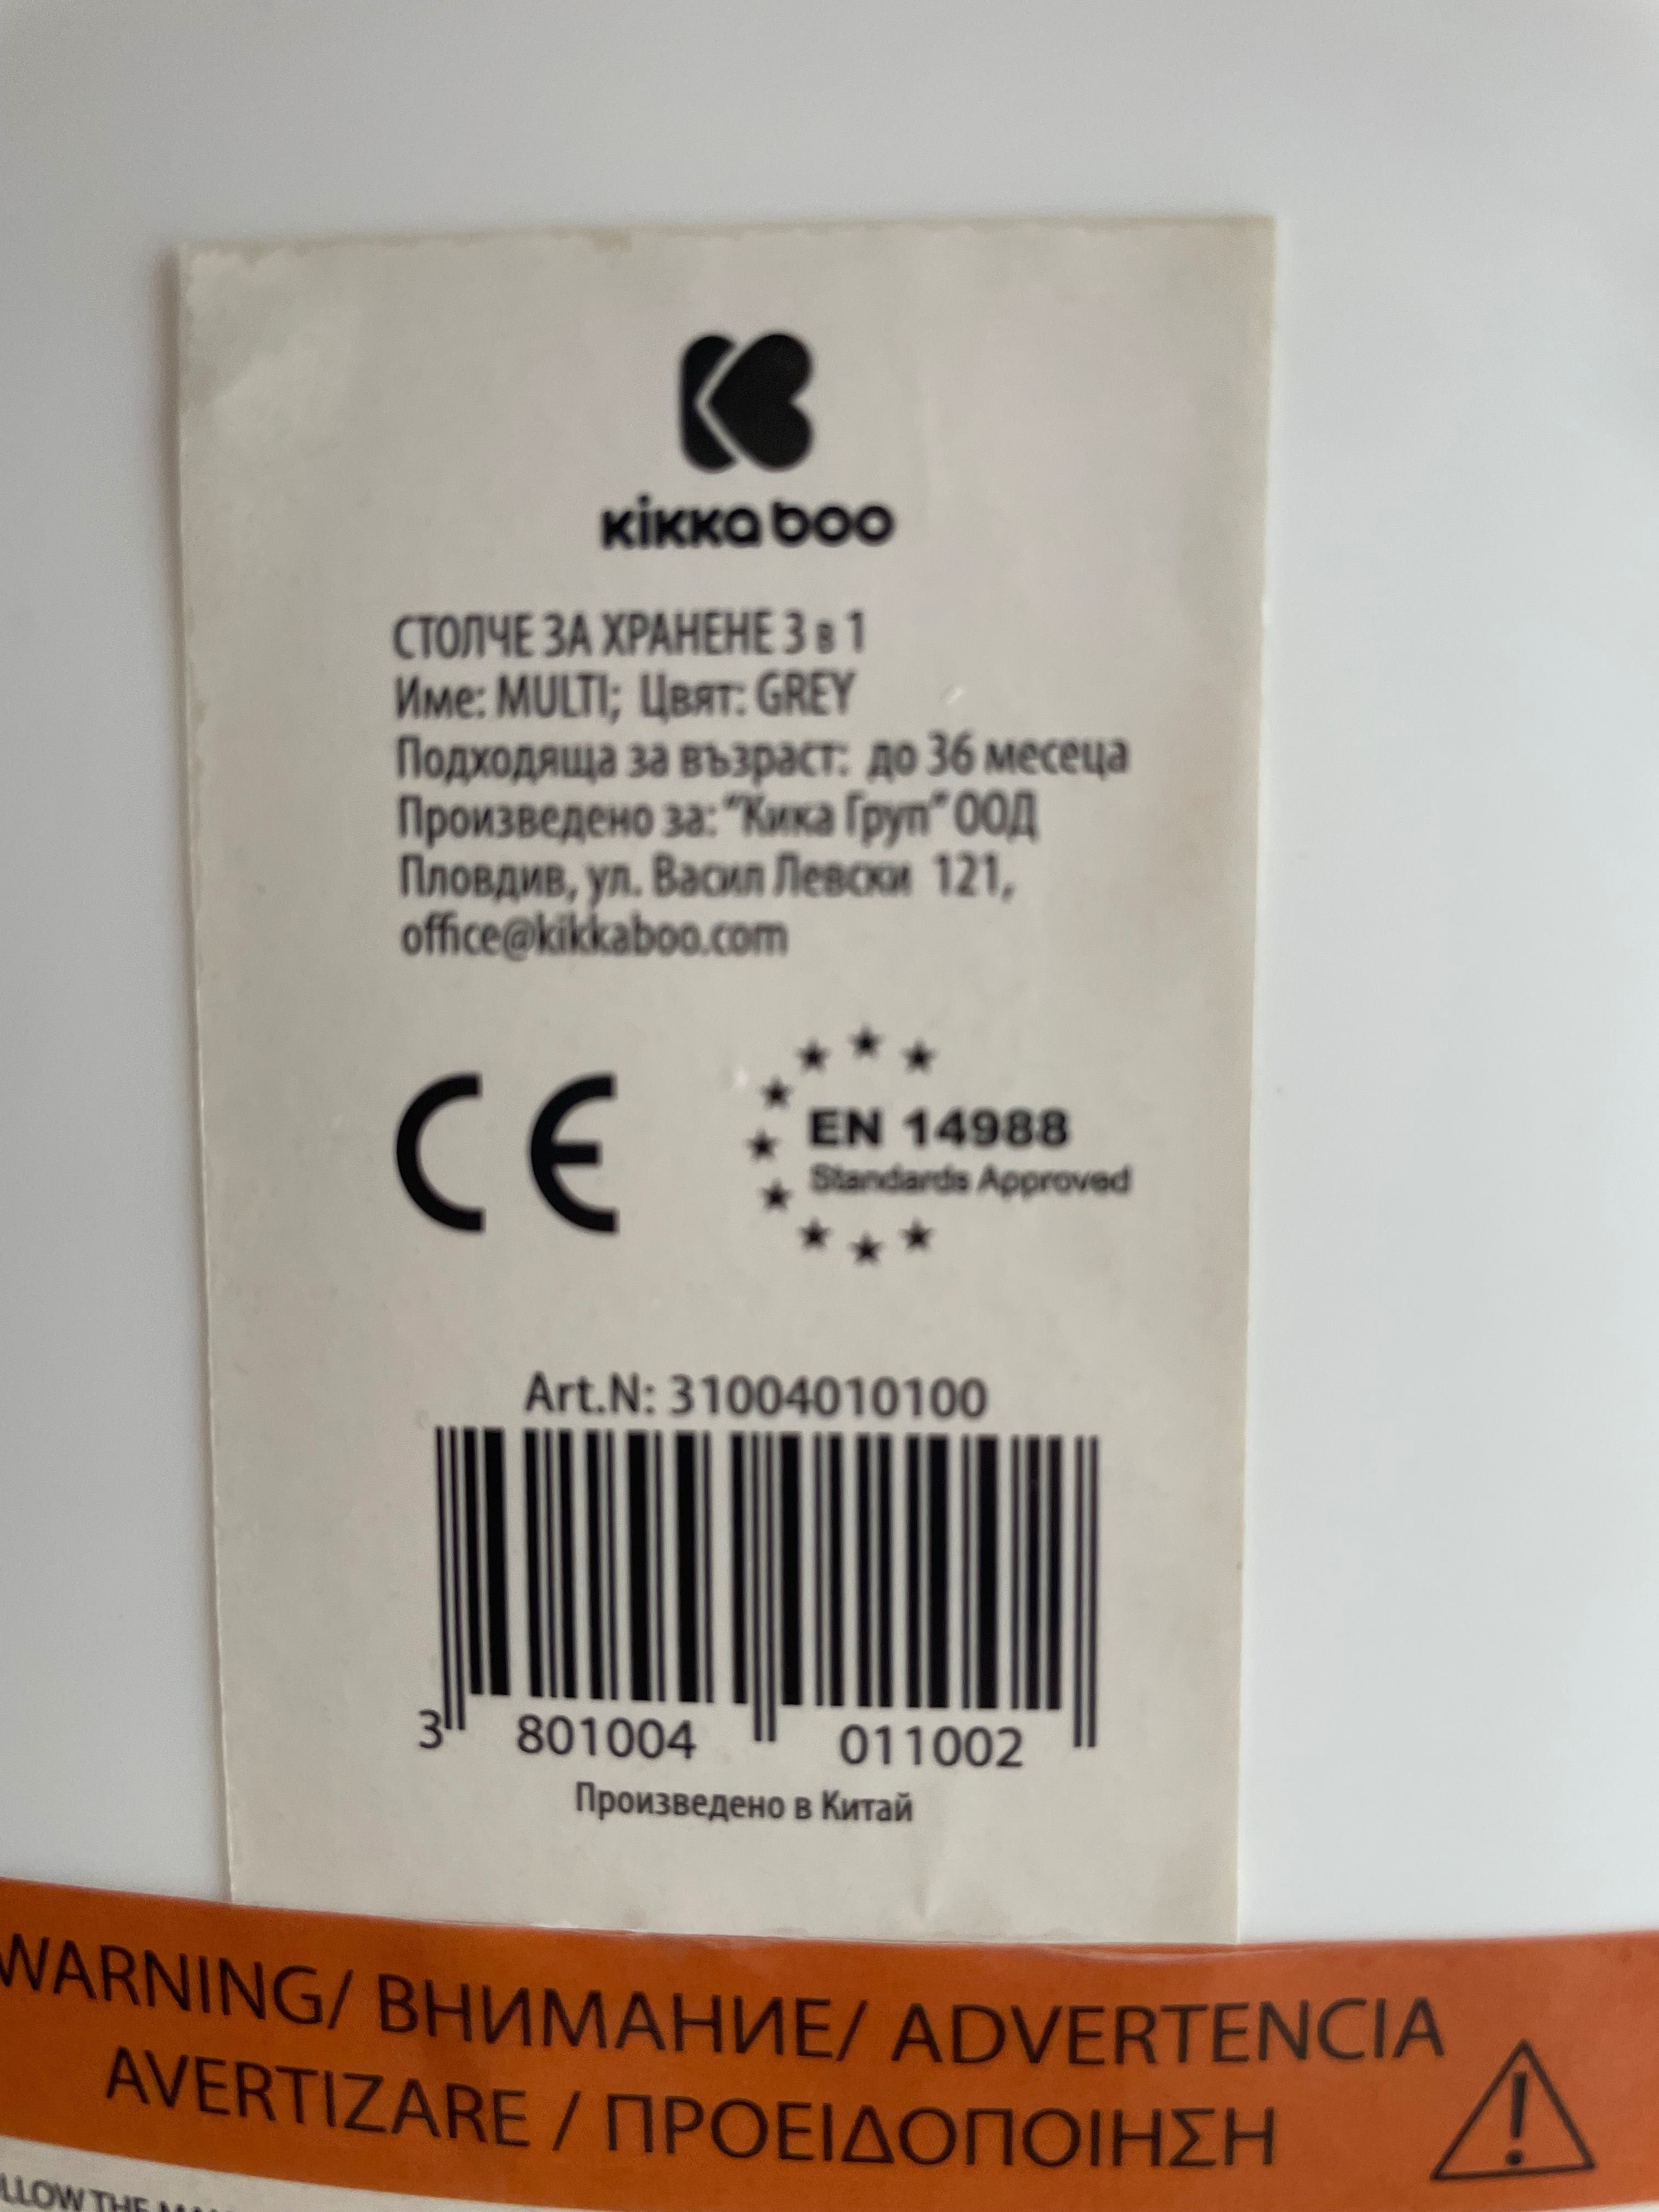 кikka boo
СТОЛЧЕ ЗА ХРАНЕНЕ 3 в 1
Име: MULTI; Цвят: GREY
Подходяща за възраст: до 36 месеца
Произведено за: "Кика Груп" ООД
Пловдив, ул. Васил Левски 121,
office@kikkaboo.com
CE
EN 14988
Standards Approved
Art.N: 31004010100
3 801004 011002
Произведено в Китай
WARNING/ ВНИМАНИЕ/ ADVERTENCIA
AVERTIZARE / ΠΡΟΕΙΔΟΠΟΙΗΣΗ
THE